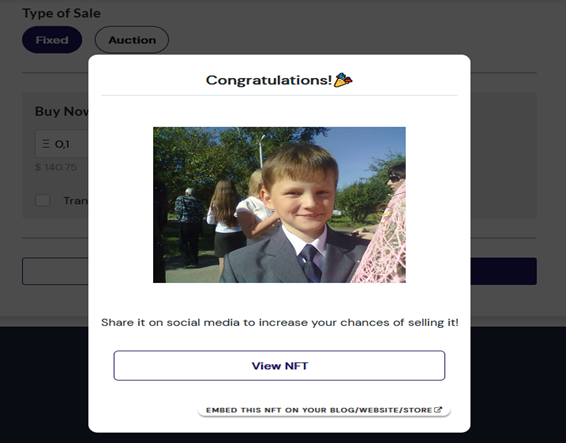 Type of Sale
Fixed
Auction
Congratulations!
Buy Now
0,1
$ 140.75
Tran
Share it on social media to increase your chances of selling it!
View NFT
EMBED THIS NFT ON YOUR BLOG/WEBSITE/STORE